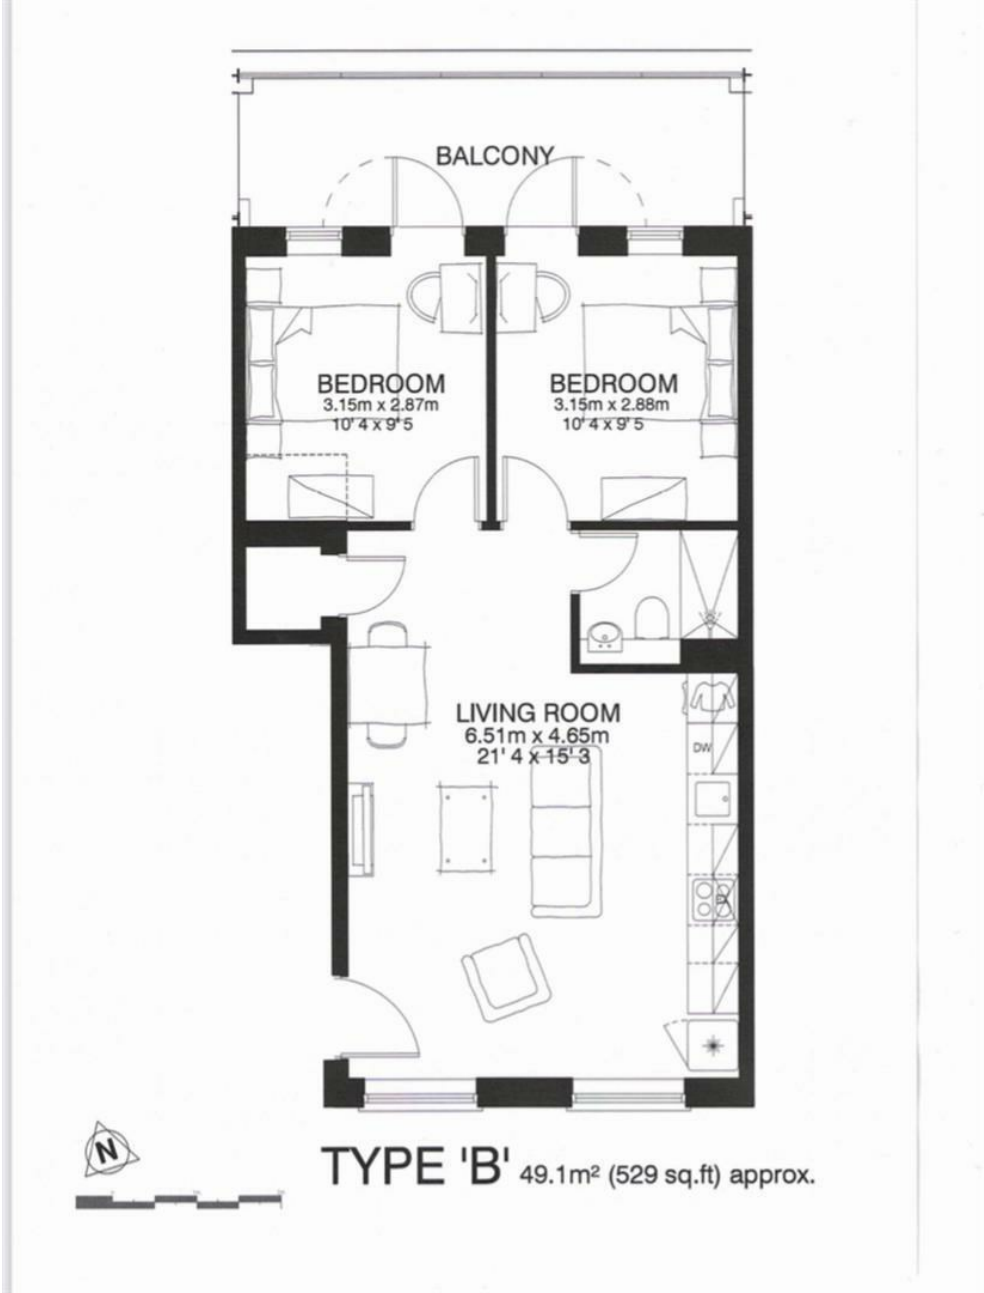 BALCONY
BEDROOM
3.15m x 2.87m
10' 4 x 9' 5
BEDROOM
3.15m x 2.88m
10' 4 x 9' 5
LIVING ROOM
6.51m x 4.65m
21' 4 x 15' 3
DW
N
TYPE 'B' 49.1m² (529 sq.ft) approx.